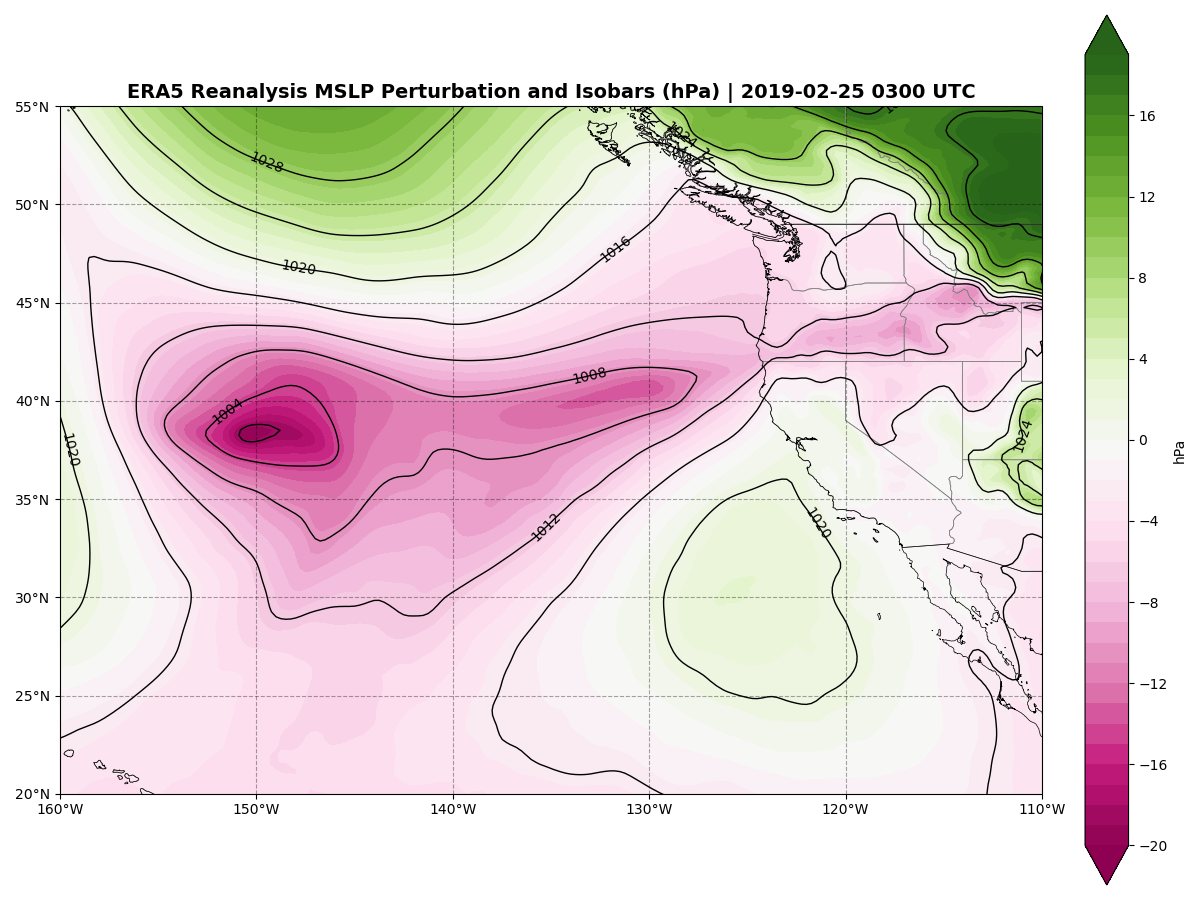 ERA5 Reanalysis MSLP Perturbation and Isobars (hPa) | 2019-02-25 0300 UTC
55°N
50°N
45°N
40°N
35°N
30°N
25°N
20°N
160°W
150°W
140°W
130°W
120°W
110°W
1028
1024
1020
1016
1008
1004
1020
1024
1012
1020
16
12
8
4
0
−4
−8
−12
−16
−20
hPa